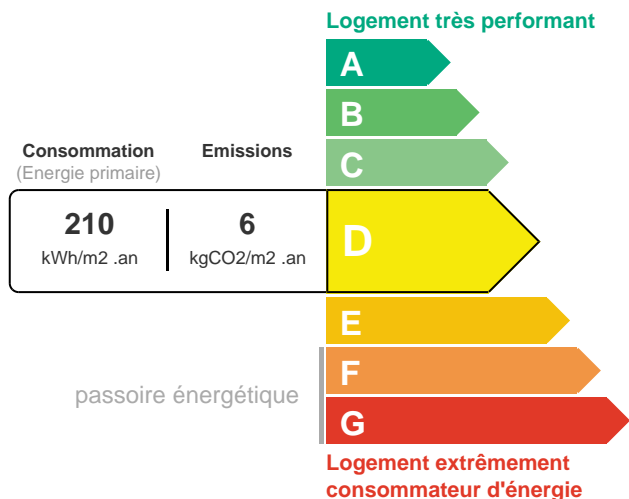 Logement très performant
A
B
Consommation
Emissions
(Energie primaire)
C
210
6
kWh/m2 .an
kgCO2/m2 .an
D
E
F
passoire énergétique
G
Logement extrêmement
consommateur d'énergie